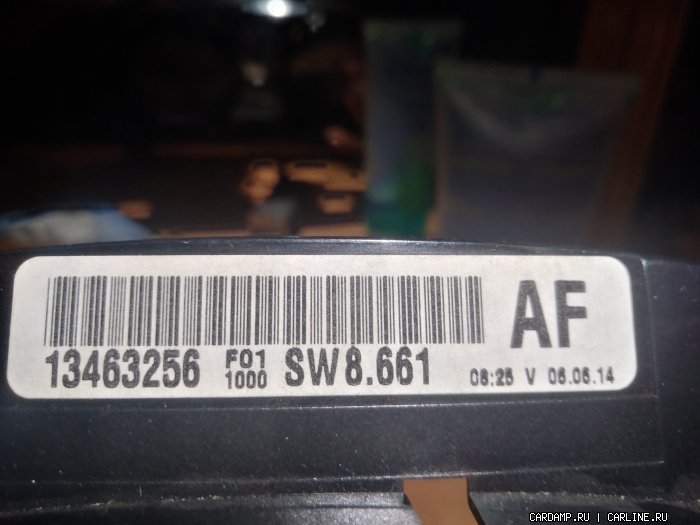 AF
13463256 F01 1000 SW8.661 08:25 V 06.06.14
CARDAMP.RU | CARLINE.RU